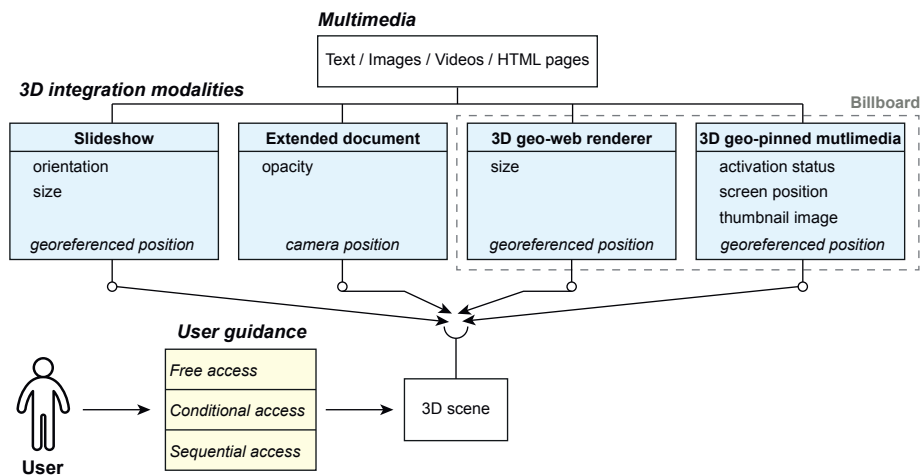 Multimedia
Text / Images / Videos / HTML pages
3D integration modalities
Billboard
Slideshow
orientation
size
georeferenced position
Extended document
opacity
camera position
3D geo-web renderer
size
georeferenced position
3D geo-pinned mutlimedia
activation status
screen position
thumbnail image
georeferenced position
User guidance
Free access
Conditional access
Sequential access
User
3D scene